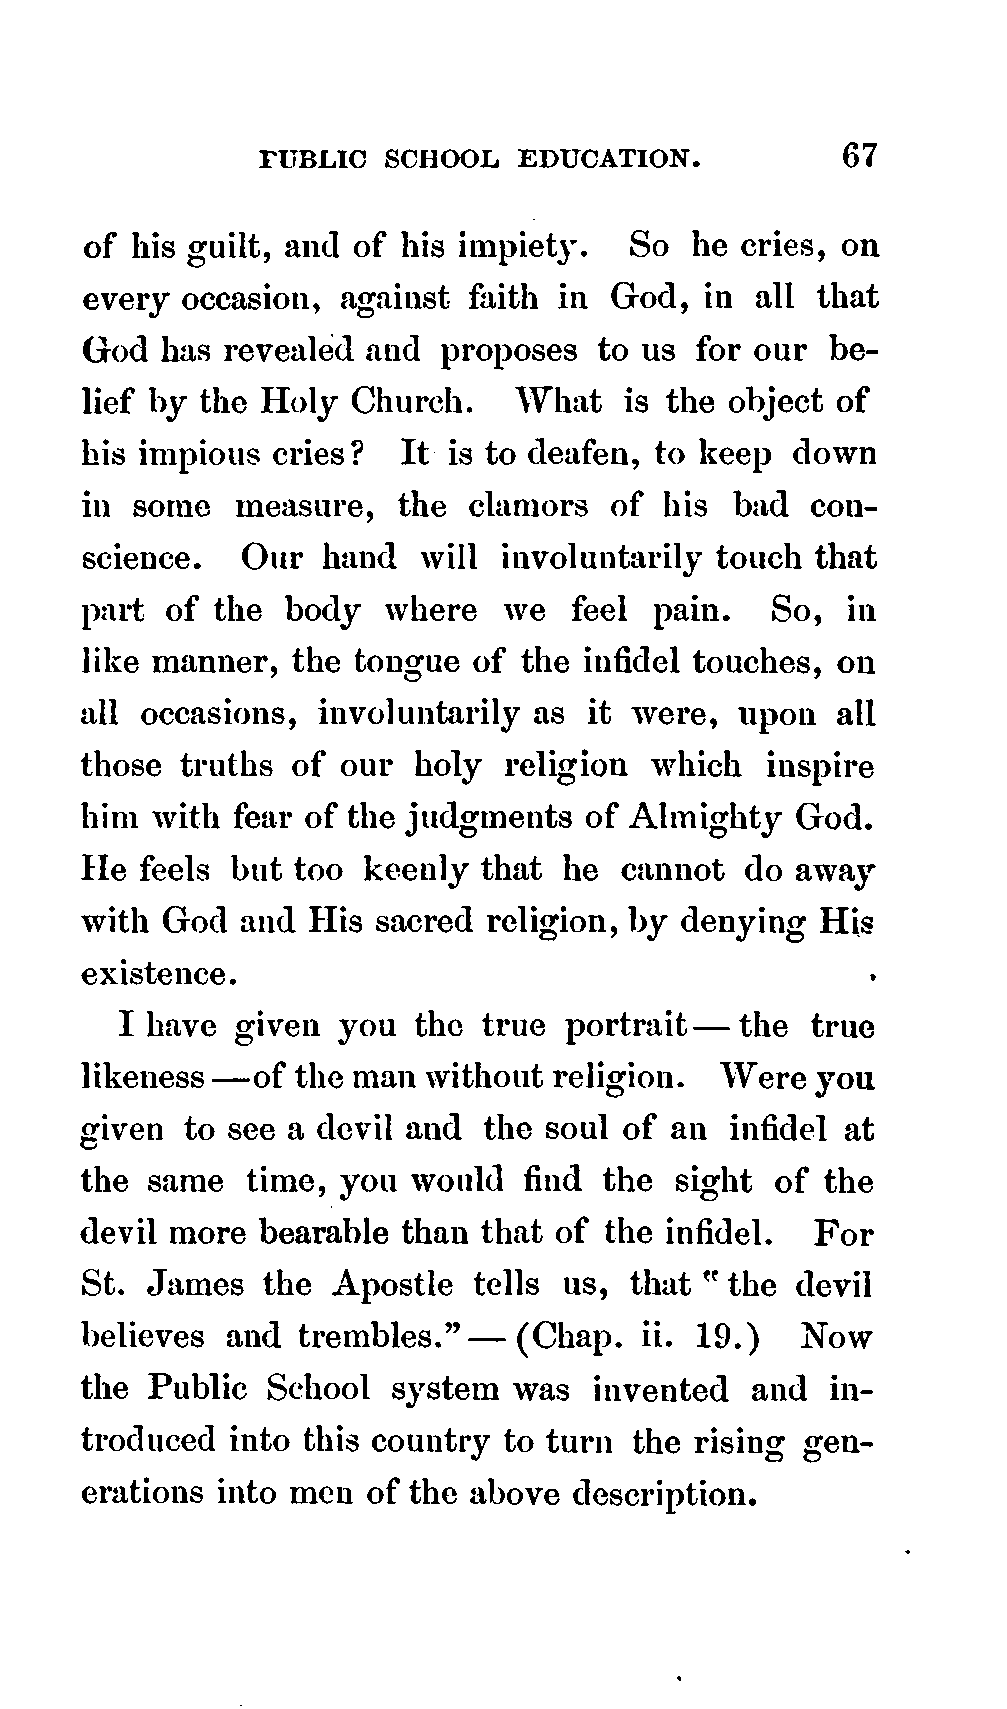 PUBLIC SCHOOL EDUCATION. 67
of his guilt, and of his impiety. So he cries, on
every occasion, against faith in God, in all that
God has revealed and proposes to us for our be-
lief by the Holy Church. What is the object of
his impious cries? It is to deafen, to keep down
in some measure, the clamors of his bad con-
science. Our hand will involuntarily touch that
part of the body where we feel pain. So, in
like manner, the tongue of the infidel touches, on
all occasions, involuntarily as it were, upon all
those truths of our holy religion which inspire
him with fear of the judgments of Almighty God.
He feels but too keenly that he cannot do away
with God and His sacred religion, by denying His
existence.
I have given you the true portrait — the true
likeness — of the man without religion. Were you
given to see a devil and the soul of an infidel at
the same time, you would find the sight of the
devil more bearable than that of the infidel. For
St. James the Apostle tells us, that "the devil
believes and trembles." — (Chap. ii. 19.) Now
the Public School system was invented and in-
troduced into this country to turn the rising gen-
erations into men of the above description.